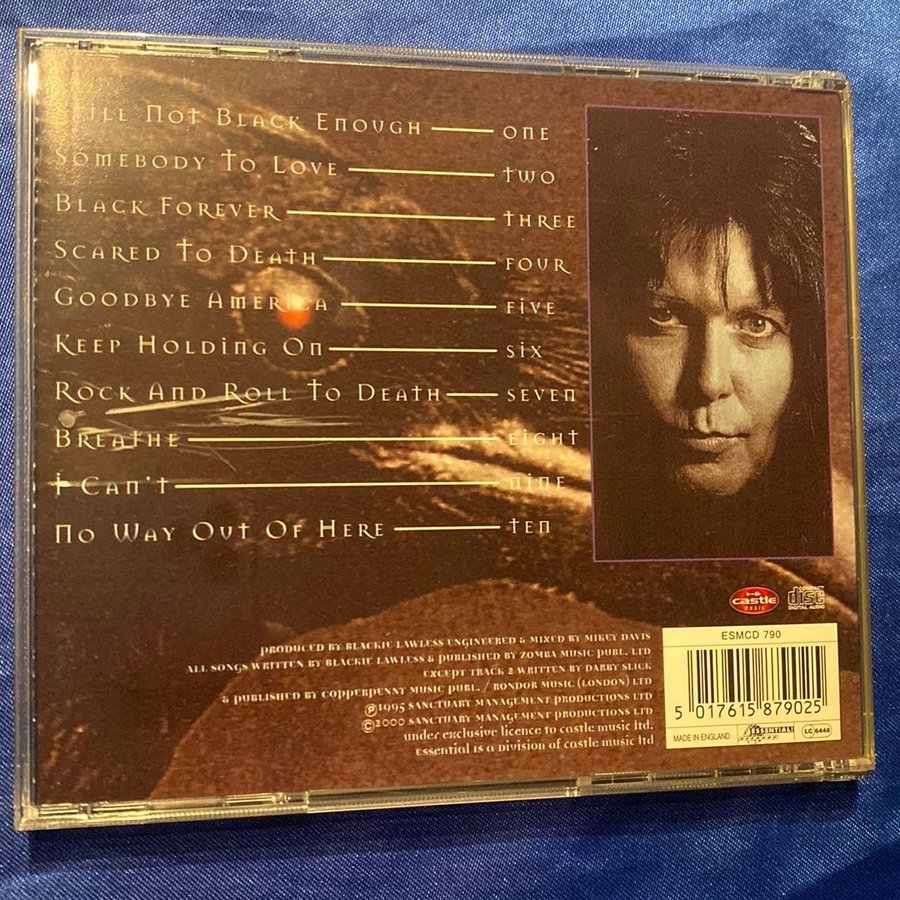 Still Not Black Enough one
Somebody To Love two
Black Forever three
Scared To Death four
Goodbye America five
Keep Holding On six
Rock And Roll To Death seven
Breathe eight
I Can't nine
No Way Out Of Here ten
castle
MUSIC
COMPACT
disc
DIGITAL AUDIO
Produced by Blackie Lawless Engineered & Mixed by Mikey Davis
All songs written by Blackie Lawless & Published by Zomba Music Publ. Ltd
Except track 2 written by Darby Slick
& Published by Copperpenny Music Publ. / Rondor Music (London) Ltd
℗1995 Sanctuary Management Productions Ltd
©2000 Sanctuary Management Productions Ltd
under exclusive licence to Castle Music Ltd.
Essential is a division of Castle Music Ltd
ESMCD 790
5 017615 879025
MADE IN ENGLAND
ESSENTIAL!
LC 6448